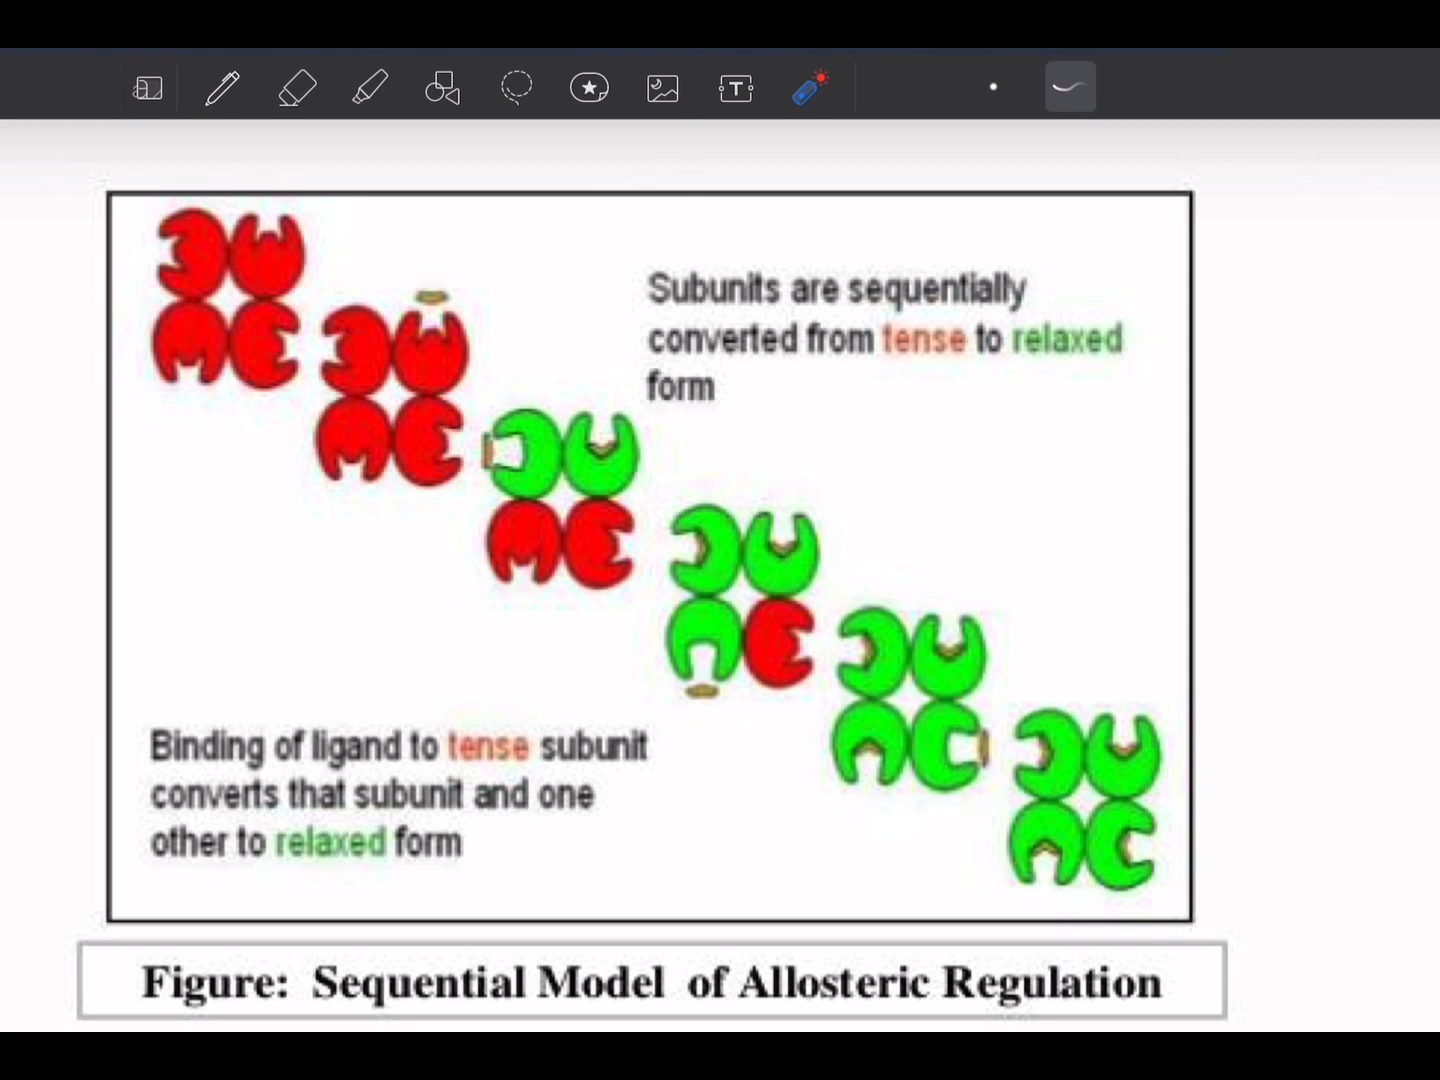 Subunits are sequentially
converted from tense to relaxed
form
Binding of ligand to tense subunit
converts that subunit and one
other to relaxed form
Figure: Sequential Model of Allosteric Regulation